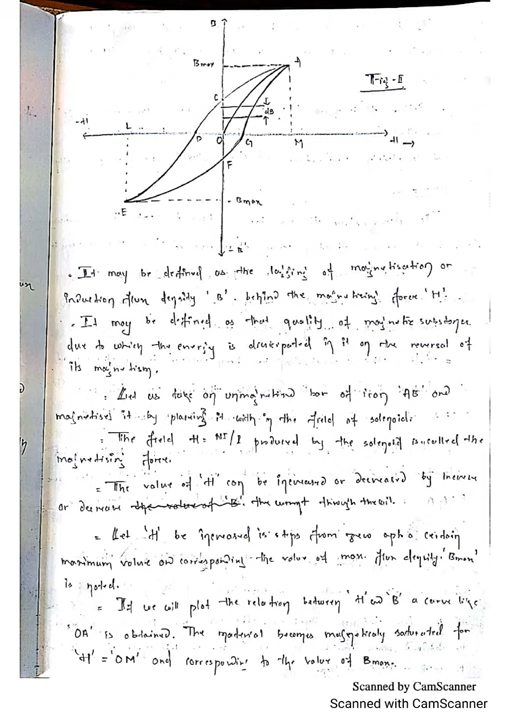 B
Bmax
A
Fig - II
C
dB
-H
L
D
O
G
M
H
F
E
- Bmax
- B
. It may be defined as the lagging of magnetisation or
induction flux density 'B' behind the magnetising force 'H'.
. It may be defined as that quality of magnetic substance
due to which the energy is dissipated in it on the reversal of
its magnetism.
- Let us take an unmagnetised bar of iron 'AB' and
magnetises it by placing it with in the field of solenoid.
- The field H = NI/l produced by the solenoid is called the
magnetising force.
= The value of 'H' can be increased or decreased by increase
or decrease the value of 'B'. the current through the coil.
= Let 'H' be increased is steps from zero upto a certain
maximum value and corresponding the value of max. flux density 'Bmax'
is noted.
= If we will plot the relation between 'H' and 'B' a curve like
'OA' is obtained. The material becomes magnetically saturated for
'H' = 'OM' and corresponding to the value of Bmax.
Scanned by CamScanner
Scanned with CamScanner